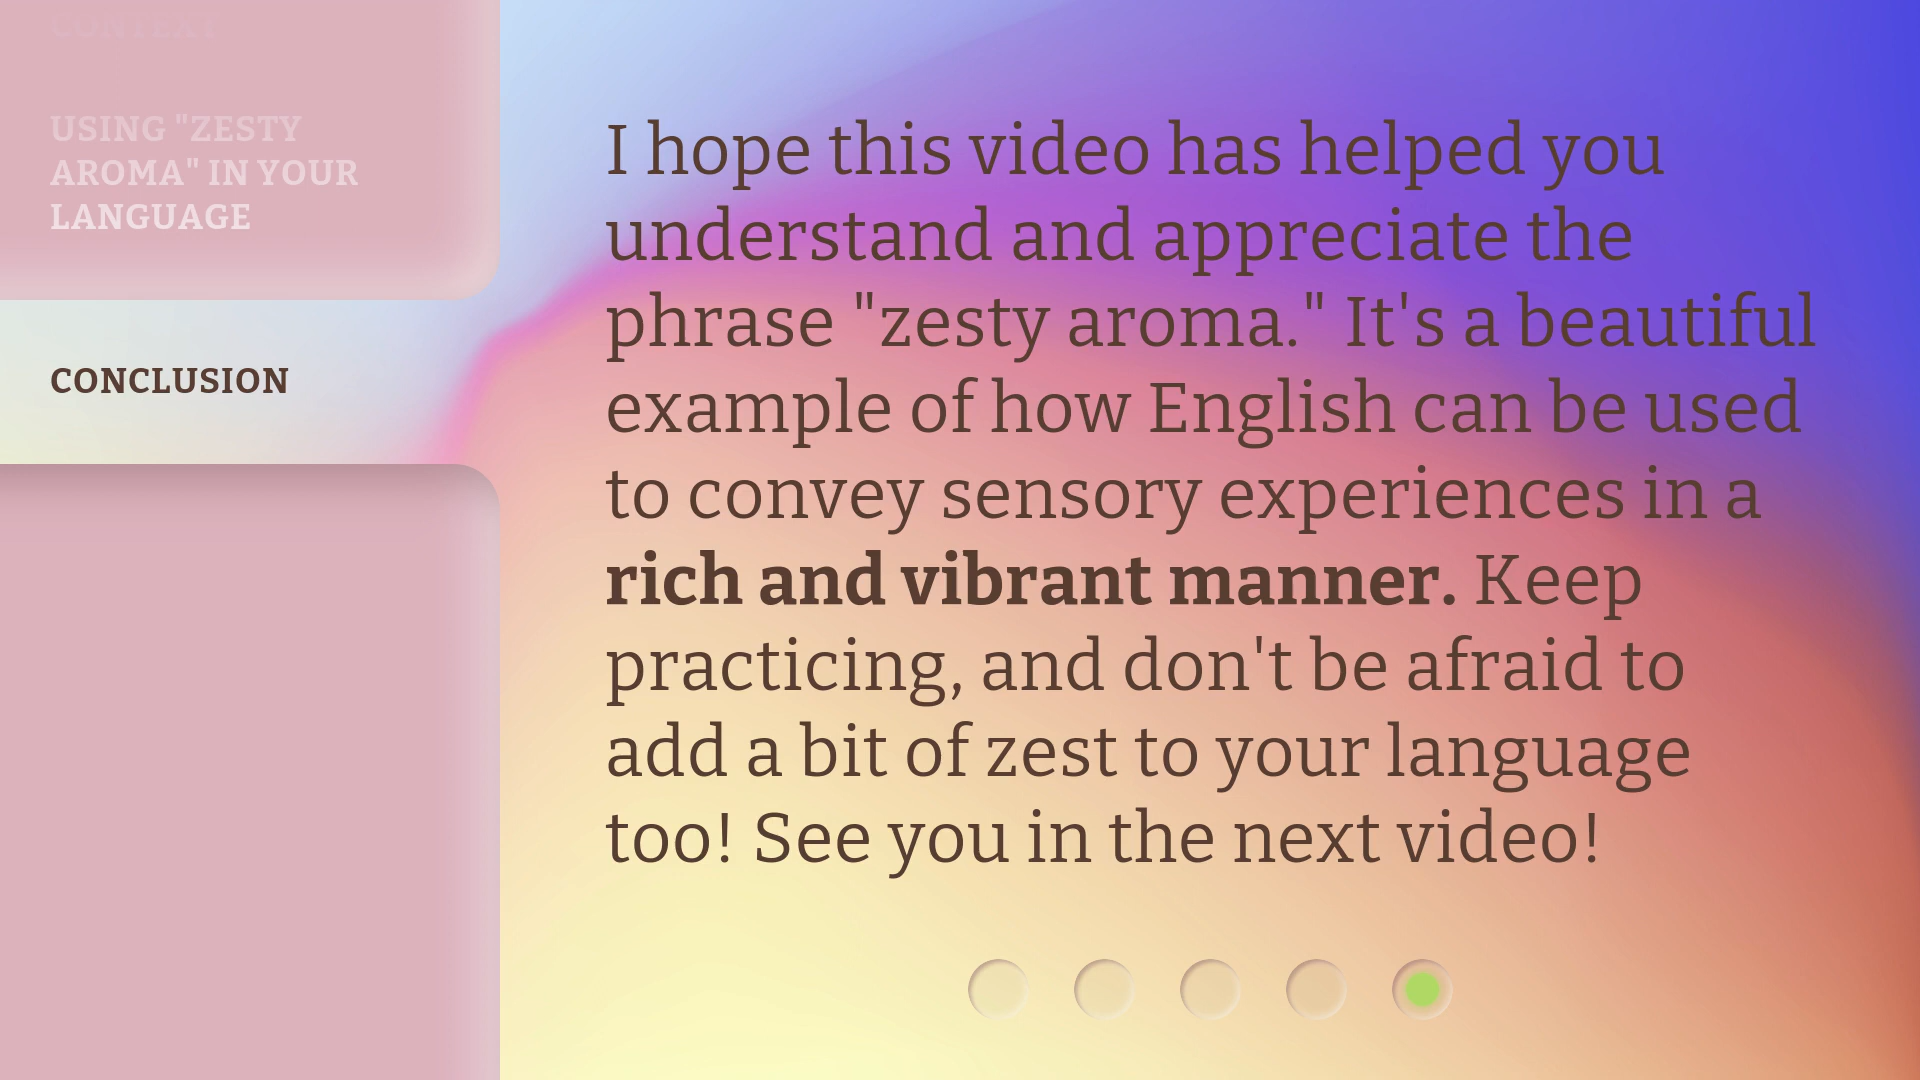 CONTEXT
USING "ZESTY
AROMA" IN YOUR
LANGUAGE
CONCLUSION
I hope this video has helped you
understand and appreciate the
phrase "zesty aroma." It's a beautiful
example of how English can be used
to convey sensory experiences in a
rich and vibrant manner. Keep
practicing, and don't be afraid to
add a bit of zest to your language
too! See you in the next video!